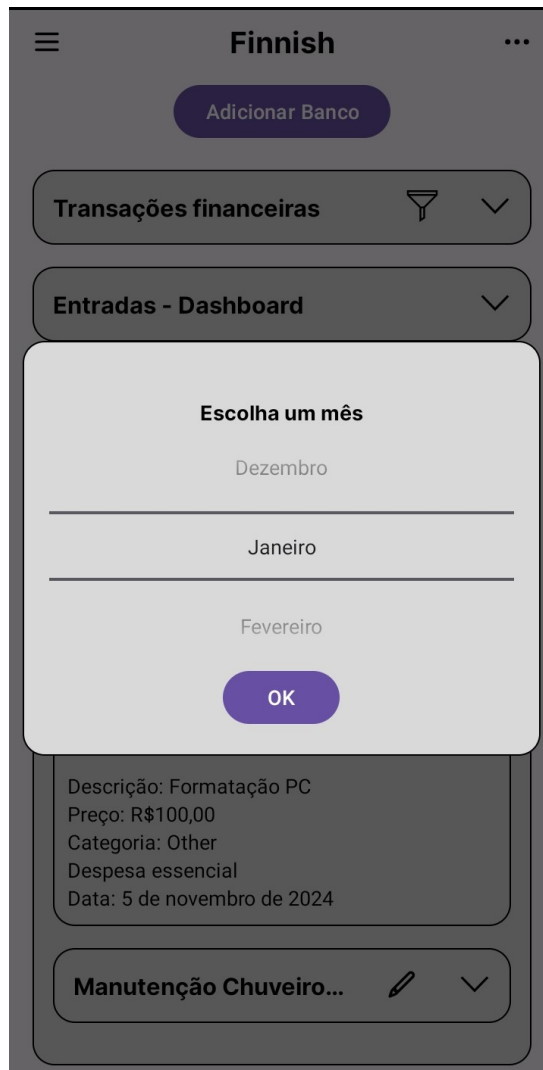 Finnish
Adicionar Banco
Transações financeiras
Entradas - Dashboard
Escolha um mês
Dezembro
Janeiro
Fevereiro
OK
Descrição: Formatação PC
Preço: R$100,00
Categoria: Other
Despesa essencial
Data: 5 de novembro de 2024
Manutenção Chuveiro...